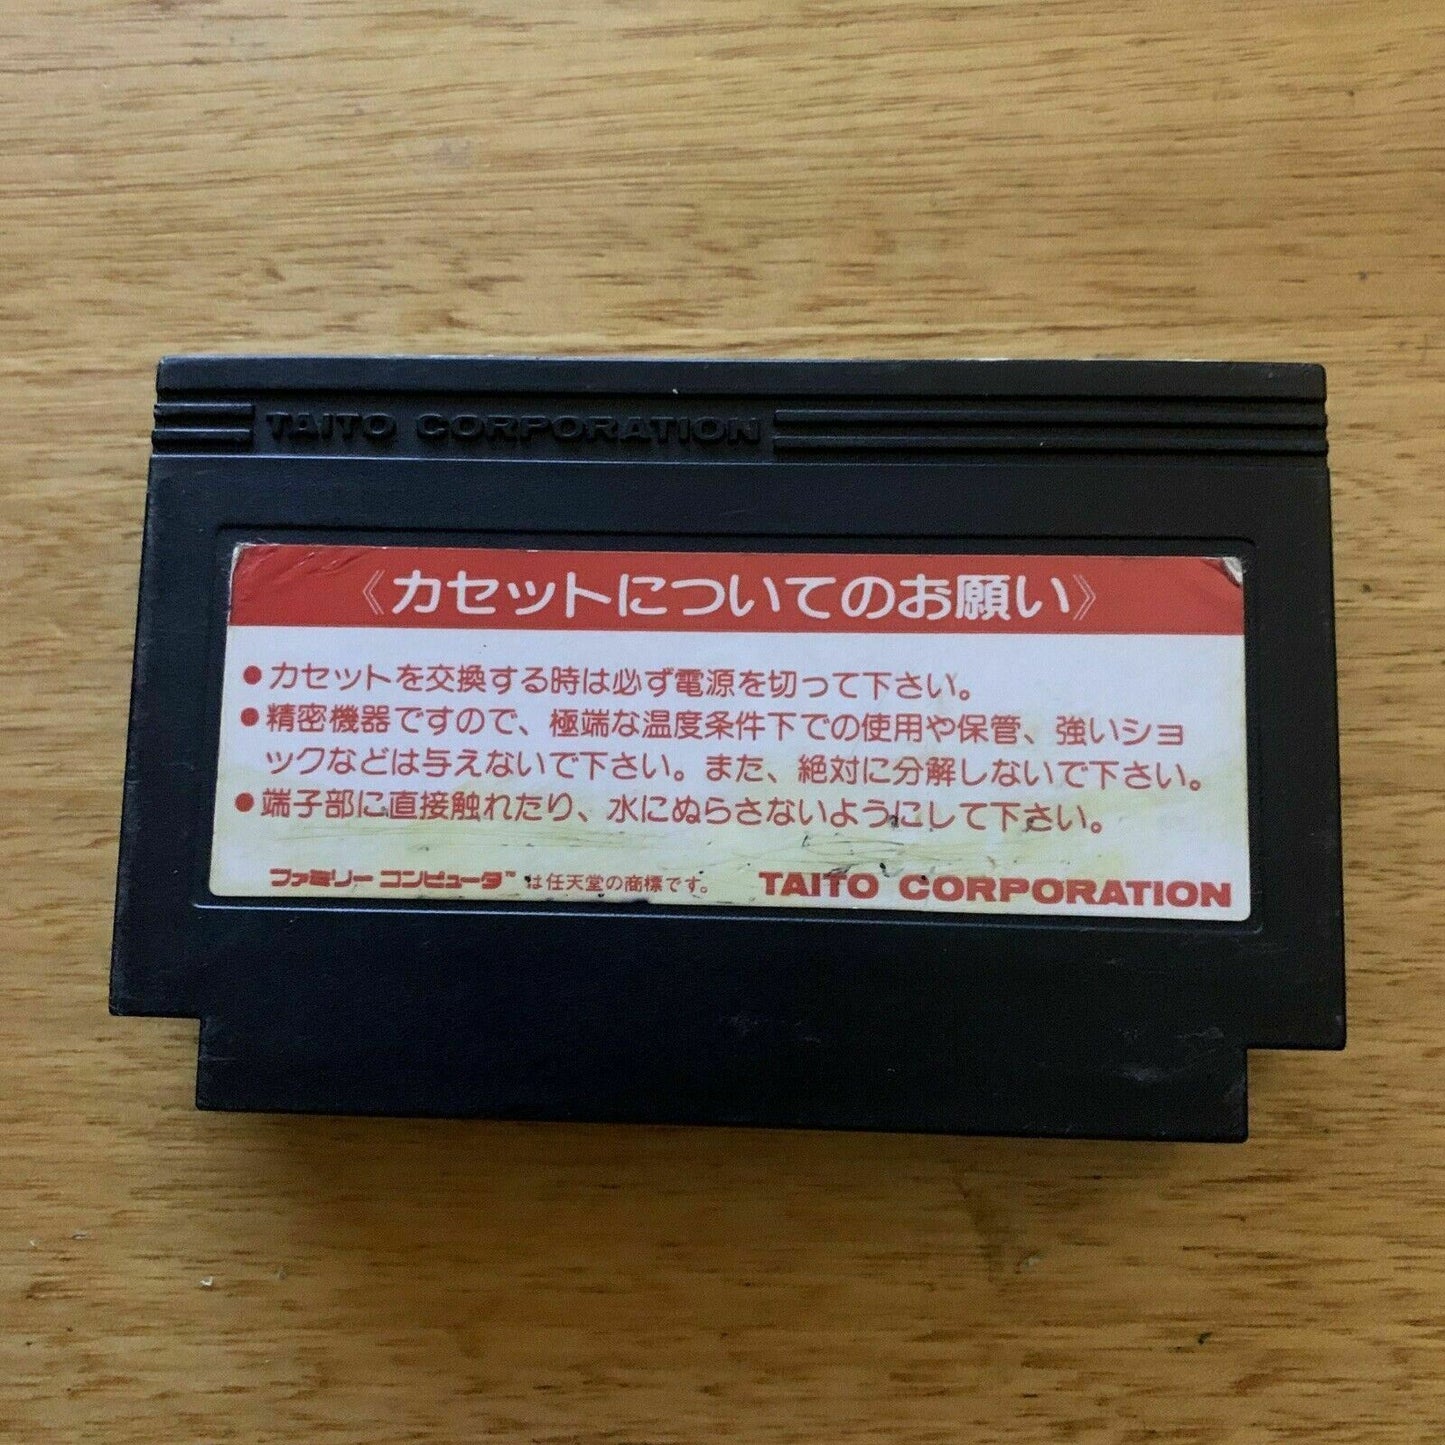 TAITO CORPORATION
《カセットについてのお願い》
●カセットを交換する時は必ず電源を切って下さい。
●精密機器ですので、極端な温度条件下での使用や保管、強いショ
ックなどは与えないで下さい。また、絶対に分解しないで下さい。
●端子部に直接触れたり、水にぬらさないようにして下さい。
ファミリーコンピュータ™は任天堂の商標です。 TAITO CORPORATION